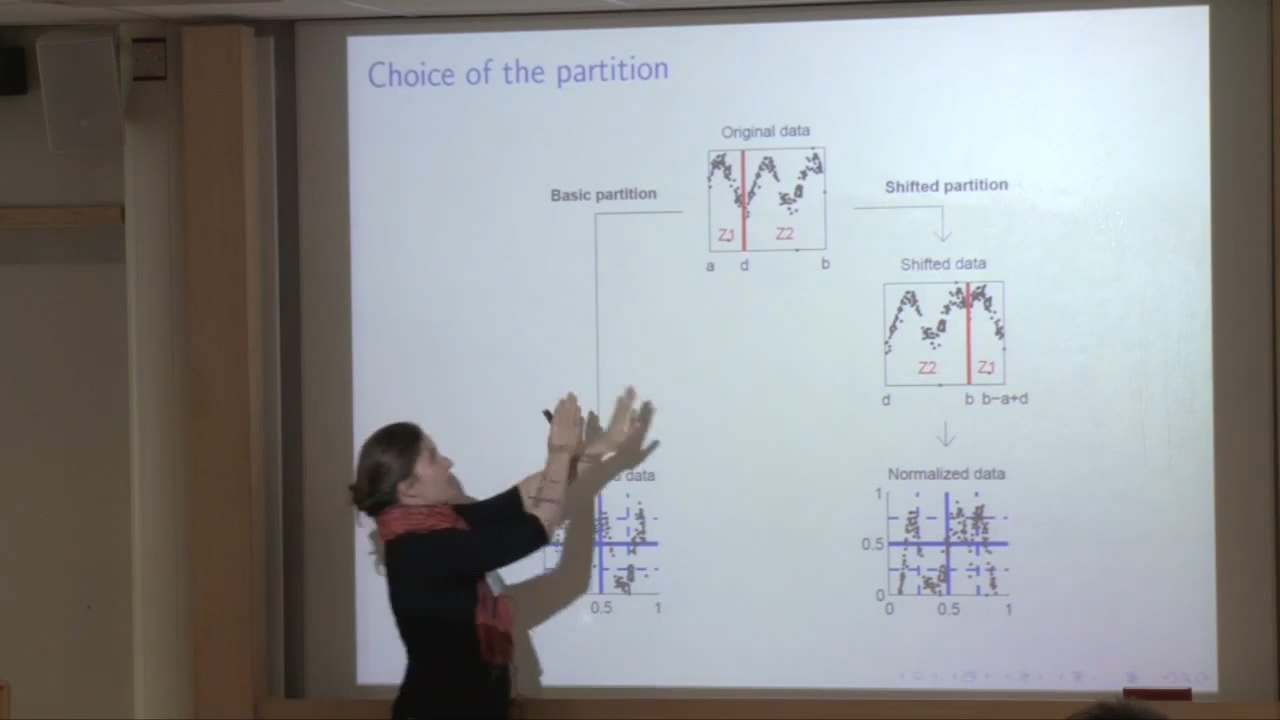 Choice of the partition
Original data
Basic partition
Shifted partition
Z1 Z2
a d b
Shifted data
Z2 Z1
d b b−a+d
data
Normalized data
1
0.5
0
0.5 1
0 0.5 1